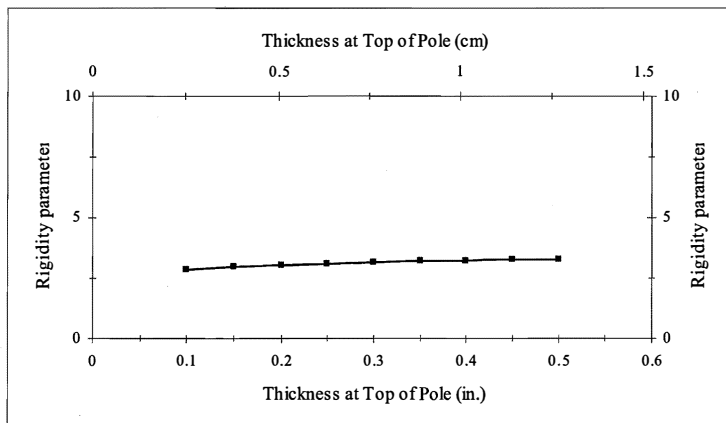 Thickness at Top of Pole (cm)
0 0.5 1 1.5
10 10
5 5
0 0
Rigidity parameter
Rigidity parameter
0 0.1 0.2 0.3 0.4 0.5 0.6
Thickness at Top of Pole (in.)